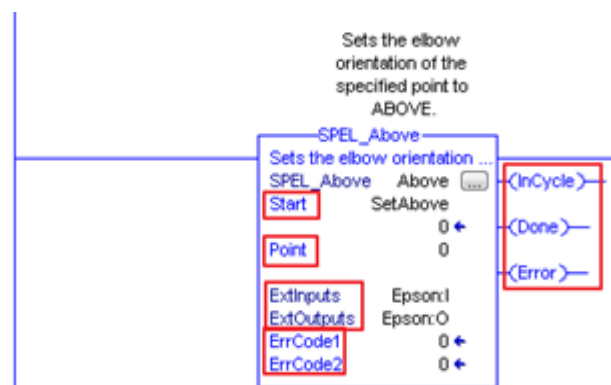 Sets the elbow
orientation of the
specified point to
ABOVE.
SPEL_Above
Sets the elbow orientation ...
SPEL_Above Above ... (InCycle)
Start SetAbove
0 (Done)
Point 0
(Error)
ExtInputs Epson:I
ExtOutputs Epson:O
ErrCode1 0
ErrCode2 0